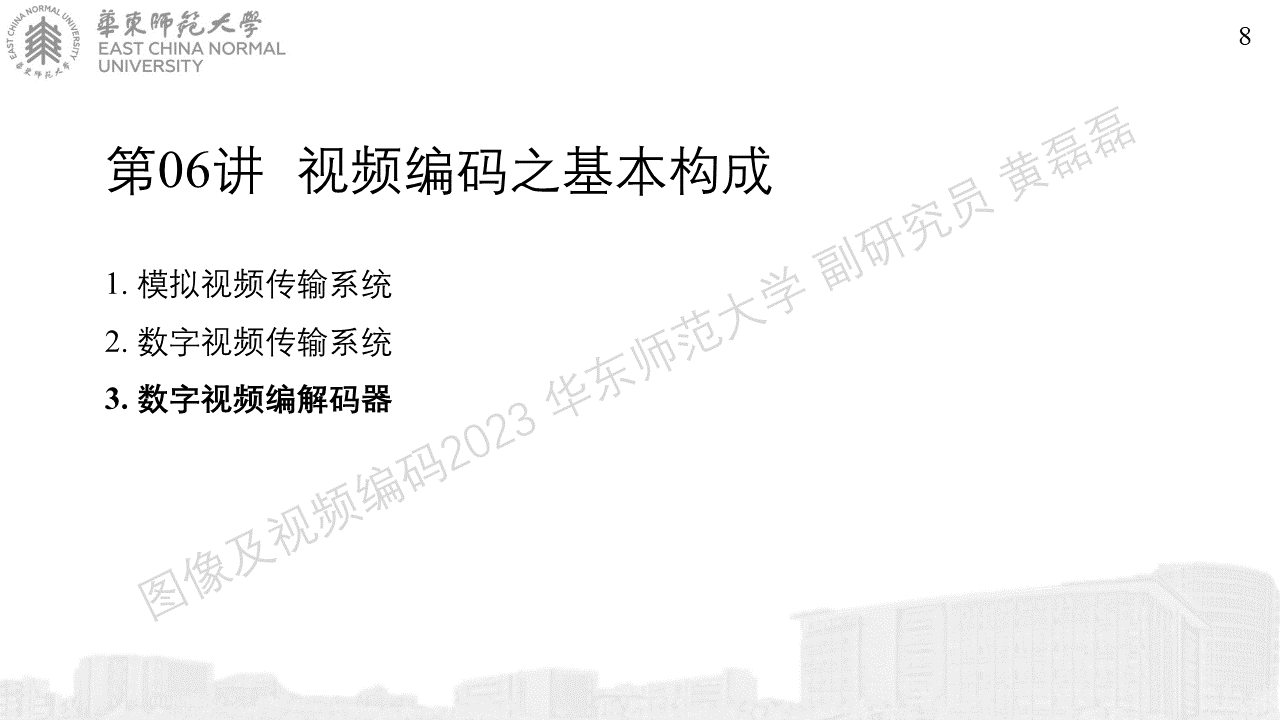 華東師范大學
EAST CHINA NORMAL
UNIVERSITY
EAST CHINA NORMAL UNIVERSITY
華東师范大学
8
第06讲 视频编码之基本构成
1. 模拟视频传输系统
2. 数字视频传输系统
3. 数字视频编解码器
图像及视频编码2023 华东师范大学 副研究员 黄磊磊